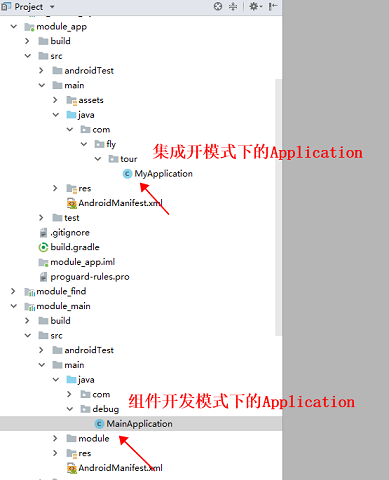 Project
module_app
build
src
androidTest
main
assets
java
com
fly
tour
集成开模式下的Application
MyApplication
res
AndroidManifest.xml
test
.gitignore
build.gradle
module_app.iml
proguard-rules.pro
module_find
module_main
build
src
androidTest
main
java
com
debug
组件开发模式下的Application
MainApplication
module
res
AndroidManifest.xml